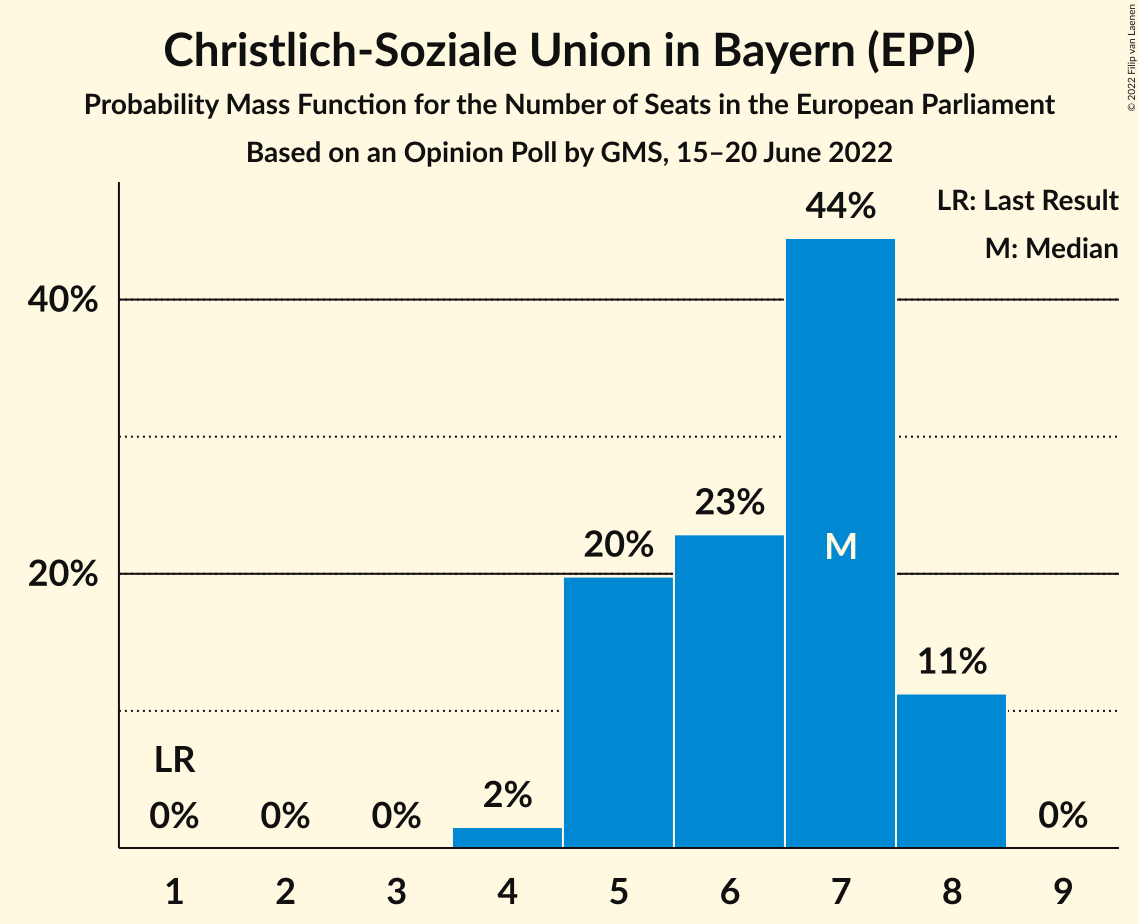 Christlich-Soziale Union in Bayern (EPP)
Probability Mass Function for the Number of Seats in the European Parliament
Based on an Opinion Poll by GMS, 15–20 June 2022
© 2022 Filip van Laenen
LR: Last Result
M: Median
44%
40%
23%
20%
M
20%
11%
LR
0%
0%
0%
2%
0%
1 2 3 4 5 6 7 8 9